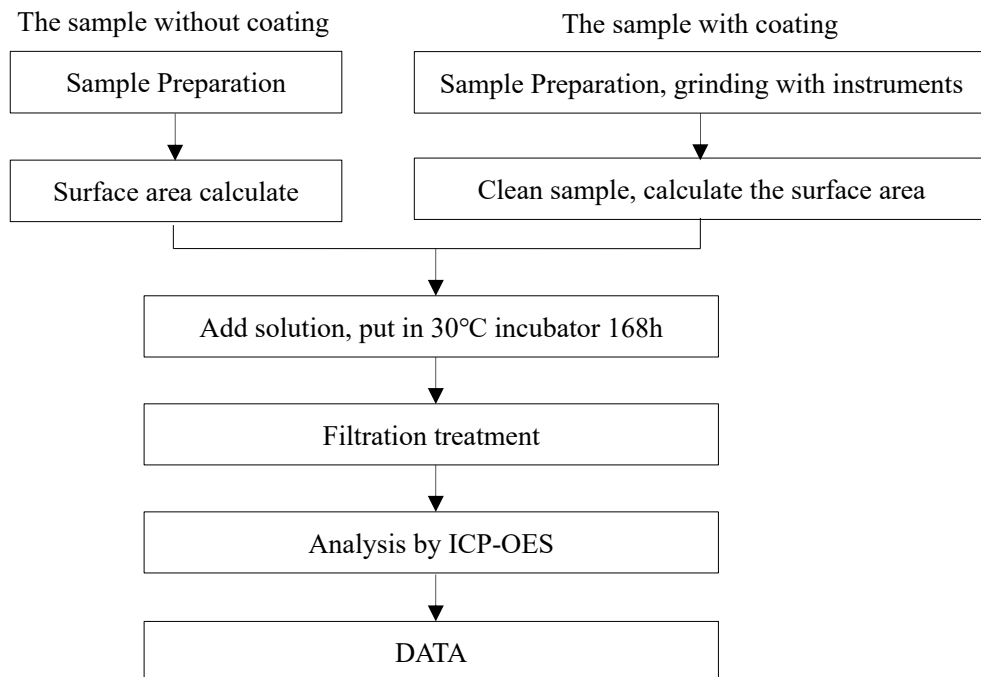 The sample without coating
The sample with coating
Sample Preparation
Sample Preparation, grinding with instruments
Surface area calculate
Clean sample, calculate the surface area
Add solution, put in 30℃ incubator 168h
Filtration treatment
Analysis by ICP-OES
DATA